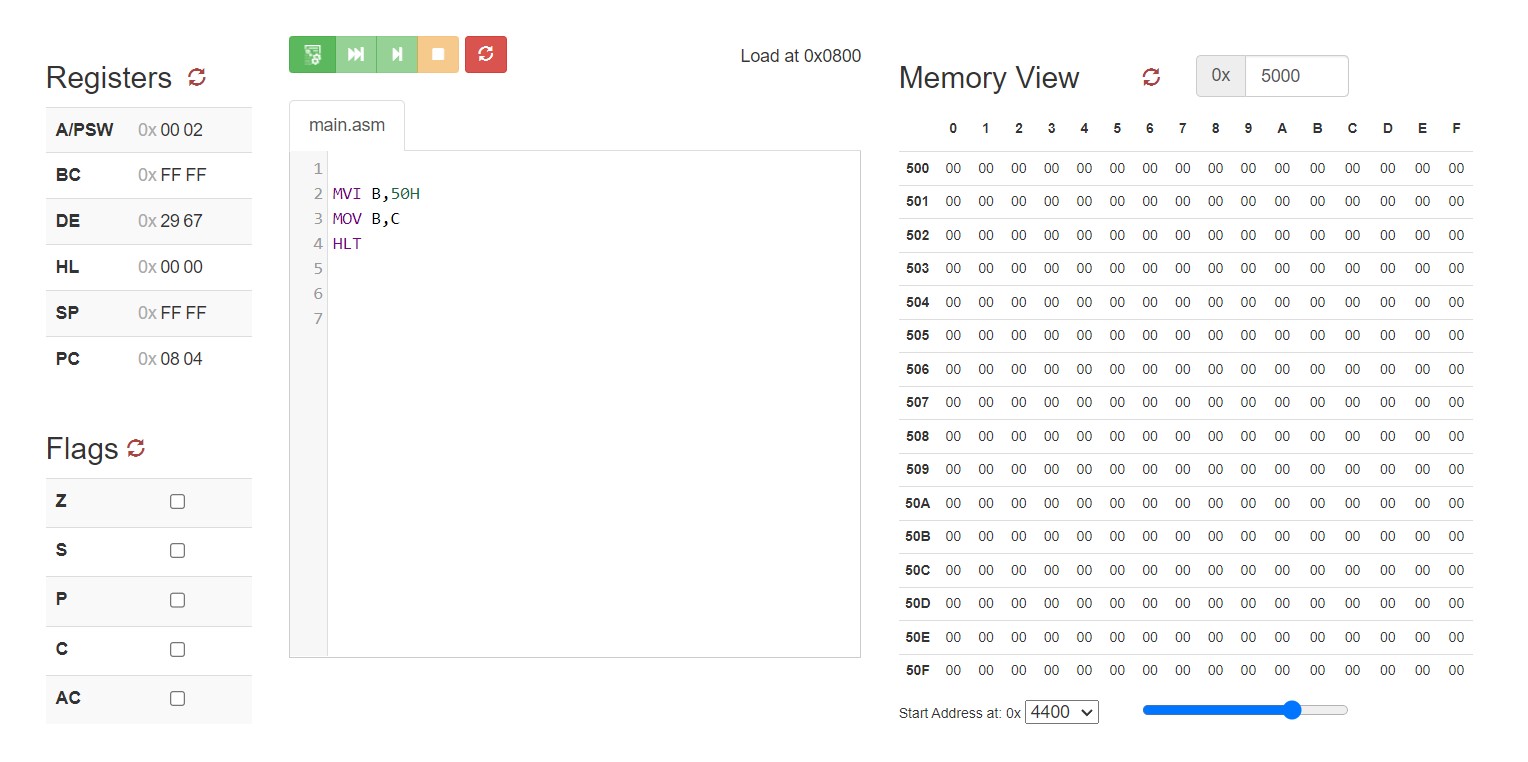 Load at 0x0800
Registers
A/PSW 0x 00 02
BC 0x FF FF
DE 0x 29 67
HL 0x 00 00
SP 0x FF FF
PC 0x 08 04
Flags
Z
S
P
C
AC
main.asm
1
2 MVI B,50H
3 MOV B,C
4 HLT
5
6
7
Memory View 0x 5000
0 1 2 3 4 5 6 7 8 9 A B C D E F
500 00 00 00 00 00 00 00 00 00 00 00 00 00 00 00 00
501 00 00 00 00 00 00 00 00 00 00 00 00 00 00 00 00
502 00 00 00 00 00 00 00 00 00 00 00 00 00 00 00 00
503 00 00 00 00 00 00 00 00 00 00 00 00 00 00 00 00
504 00 00 00 00 00 00 00 00 00 00 00 00 00 00 00 00
505 00 00 00 00 00 00 00 00 00 00 00 00 00 00 00 00
506 00 00 00 00 00 00 00 00 00 00 00 00 00 00 00 00
507 00 00 00 00 00 00 00 00 00 00 00 00 00 00 00 00
508 00 00 00 00 00 00 00 00 00 00 00 00 00 00 00 00
509 00 00 00 00 00 00 00 00 00 00 00 00 00 00 00 00
50A 00 00 00 00 00 00 00 00 00 00 00 00 00 00 00 00
50B 00 00 00 00 00 00 00 00 00 00 00 00 00 00 00 00
50C 00 00 00 00 00 00 00 00 00 00 00 00 00 00 00 00
50D 00 00 00 00 00 00 00 00 00 00 00 00 00 00 00 00
50E 00 00 00 00 00 00 00 00 00 00 00 00 00 00 00 00
50F 00 00 00 00 00 00 00 00 00 00 00 00 00 00 00 00
Start Address at: 0x 4400